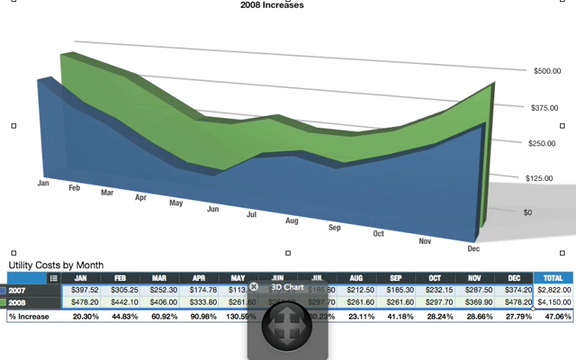 2008 Increases
$500.00
$375.00
$250.00
$125.00
$0
Jan Feb Mar Apr May Jun Jul Aug Sep Oct Nov Dec
Utility Costs by Month
JAN FEB MAR APR MAY JUN JUL AUG SEP OCT NOV DEC TOTAL
2007 $397.52 $305.25 $252.30 $174.78 $212.50 $185.30 $232.15 $287.50 $374.20 $2,822.00
2008 $478.20 $442.10 $406.00 $333.80 $261.60 $297.70 $261.60 $261.60 $297.70 $369.90 $478.20 $4,150.00
% Increase 20.30% 44.83% 60.92% 90.98% 23.11% 41.18% 28.24% 28.66% 27.79% 47.06%
3D Chart